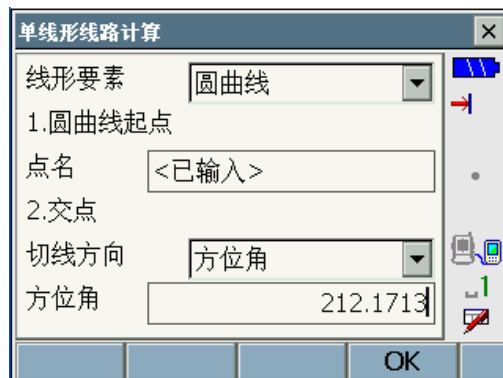 单线形线路计算
线形要素 圆曲线
1.圆曲线起点
点名 <已输入>
2.交点
切线方向 方位角
方位角 212.1713
1
OK